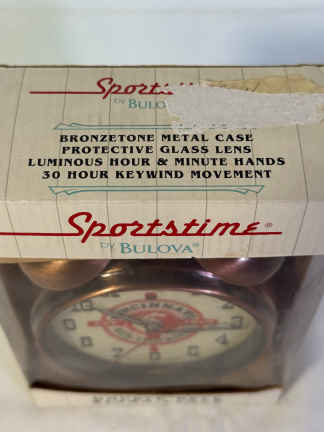 Sportstime
BY BULOVA
BRONZETONE METAL CASE
PROTECTIVE GLASS LENS
LUMINOUS HOUR & MINUTE HANDS
30 HOUR KEYWIND MOVEMENT
Sportstime®
BY BULOVA®
CINCINNATI